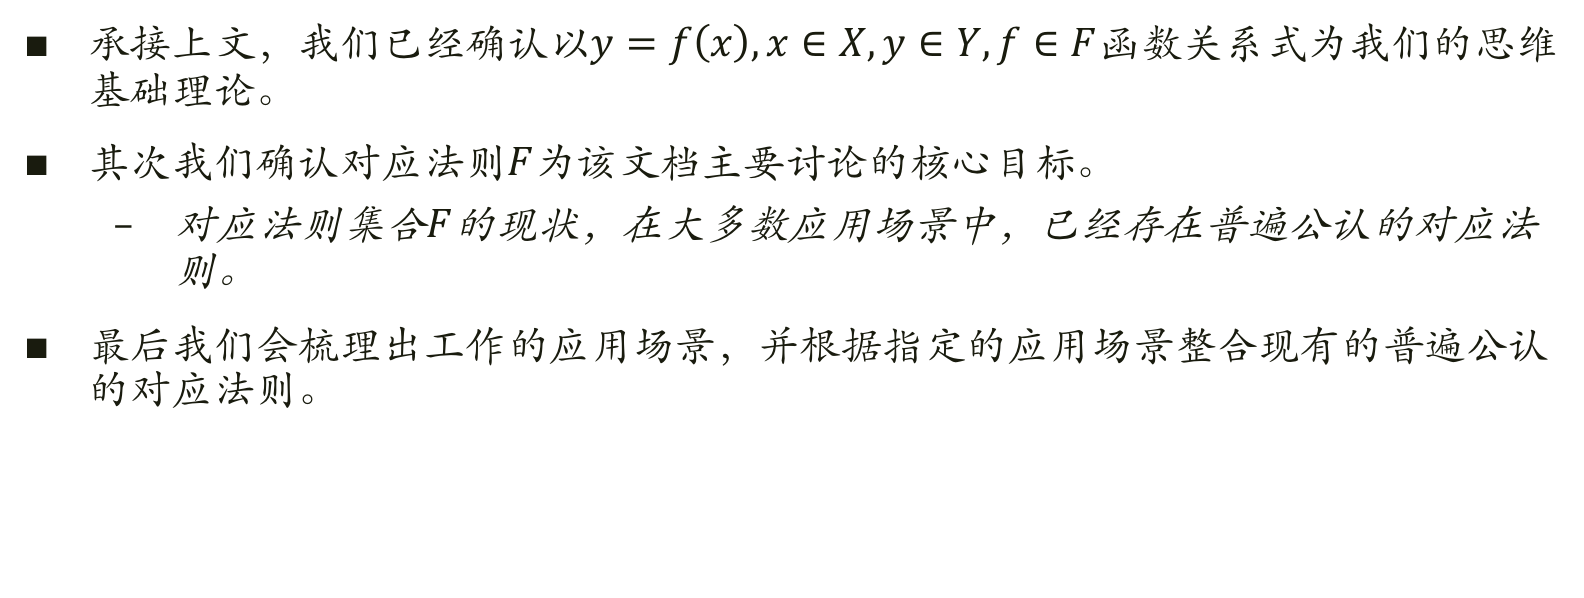 ■ 承接上文，我们已经确认以y = f(x), x ∈ X, y ∈ Y, f ∈ F函数关系式为我们的思维
基础理论。
■ 其次我们确认对应法则F为该文档主要讨论的核心目标。
– 对应法则集合F的现状，在大多数应用场景中，已经存在普遍公认的对应法
则。
■ 最后我们会梳理出工作的应用场景，并根据指定的应用场景整合现有的普遍公认
的对应法则。